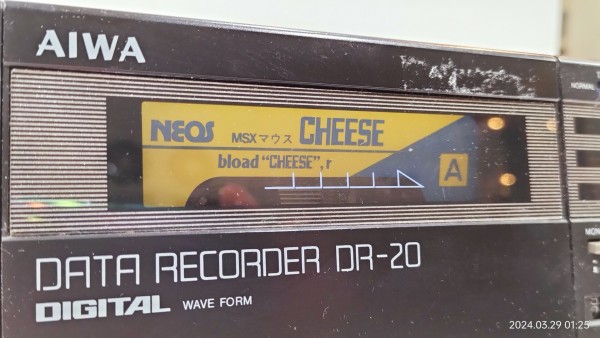 AIWA
NORMAL
NEOS MSXマウス CHEESE
bload "CHEESE",r
A
DATA RECORDER DR-20
DIGITAL WAVE FORM
2024.03.29 01:25